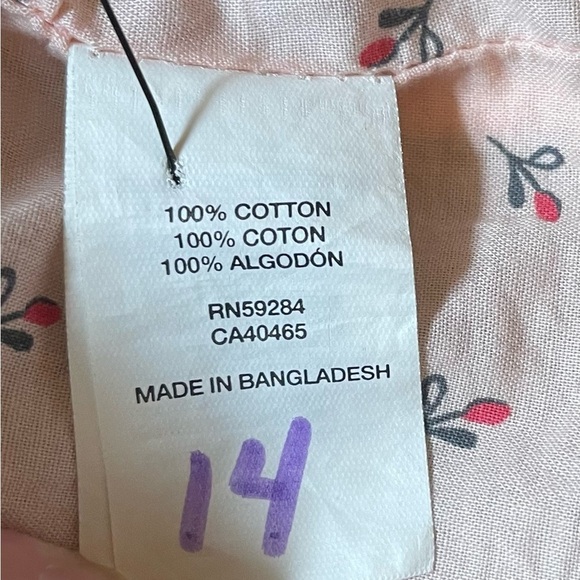 100% COTTON
100% COTON
100% ALGODÓN
RN59284
CA40465
MADE IN BANGLADESH
14